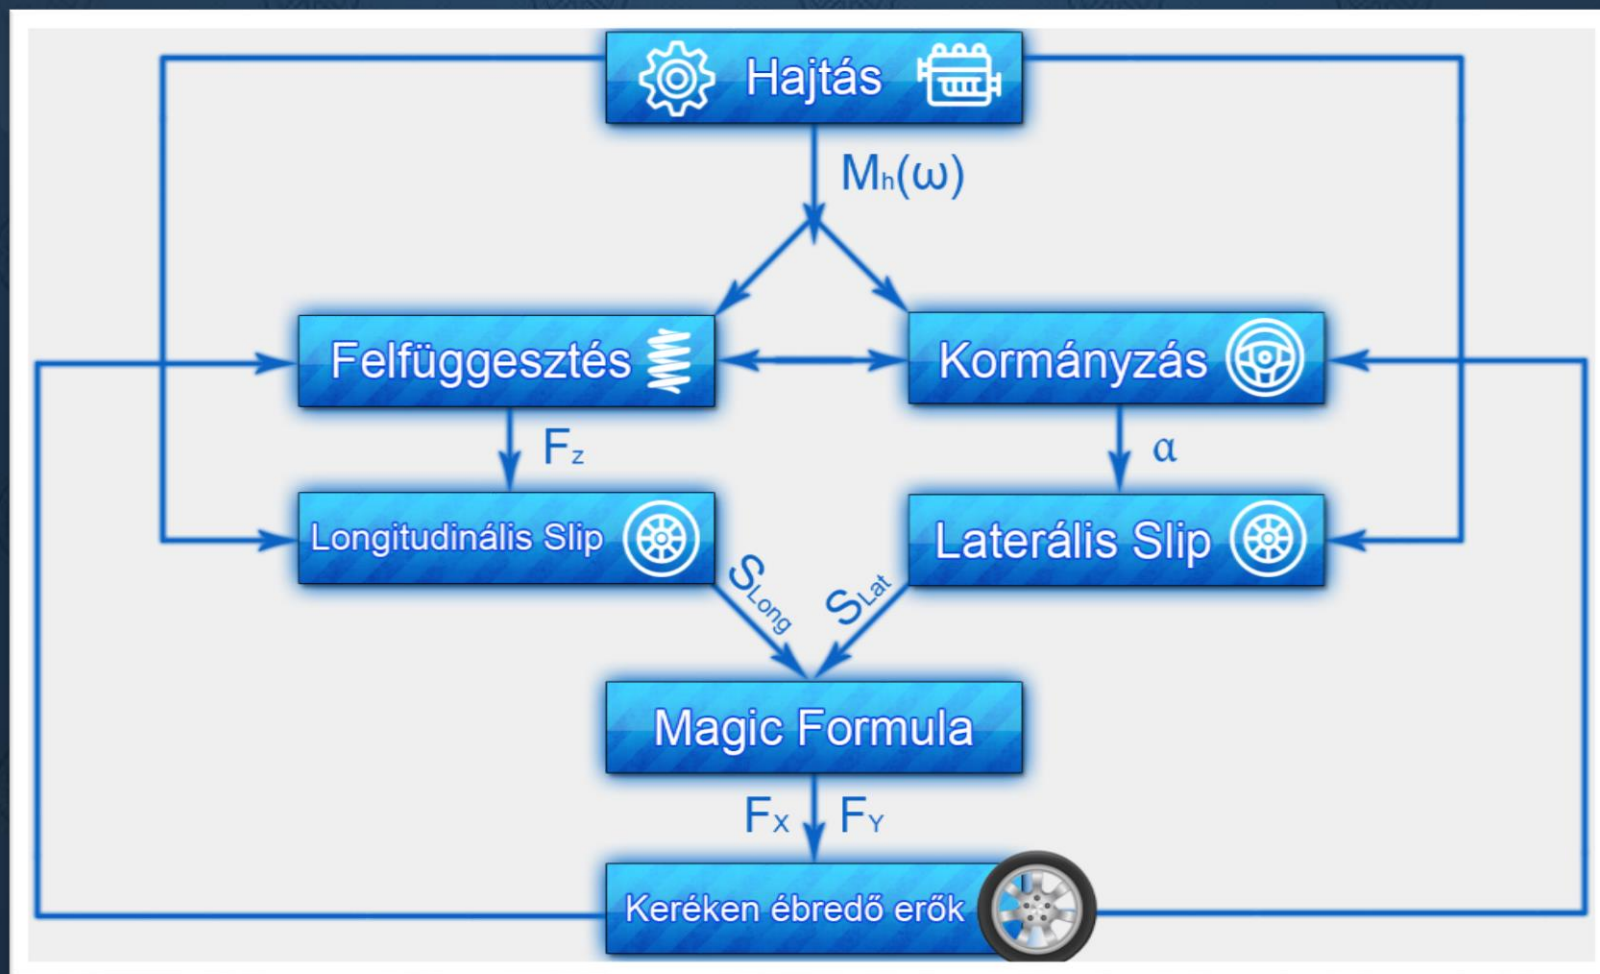 Hajtás
Mh(ω)
Felfüggesztés
Kormányzás
Fz
α
Longitudinális Slip
Laterális Slip
SLong
SLat
Magic Formula
FX
FY
Keréken ébredő erők